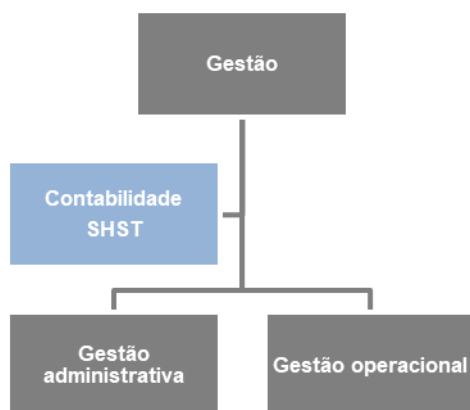 Gestão
Contabilidade
SHST
Gestão
administrativa
Gestão operacional